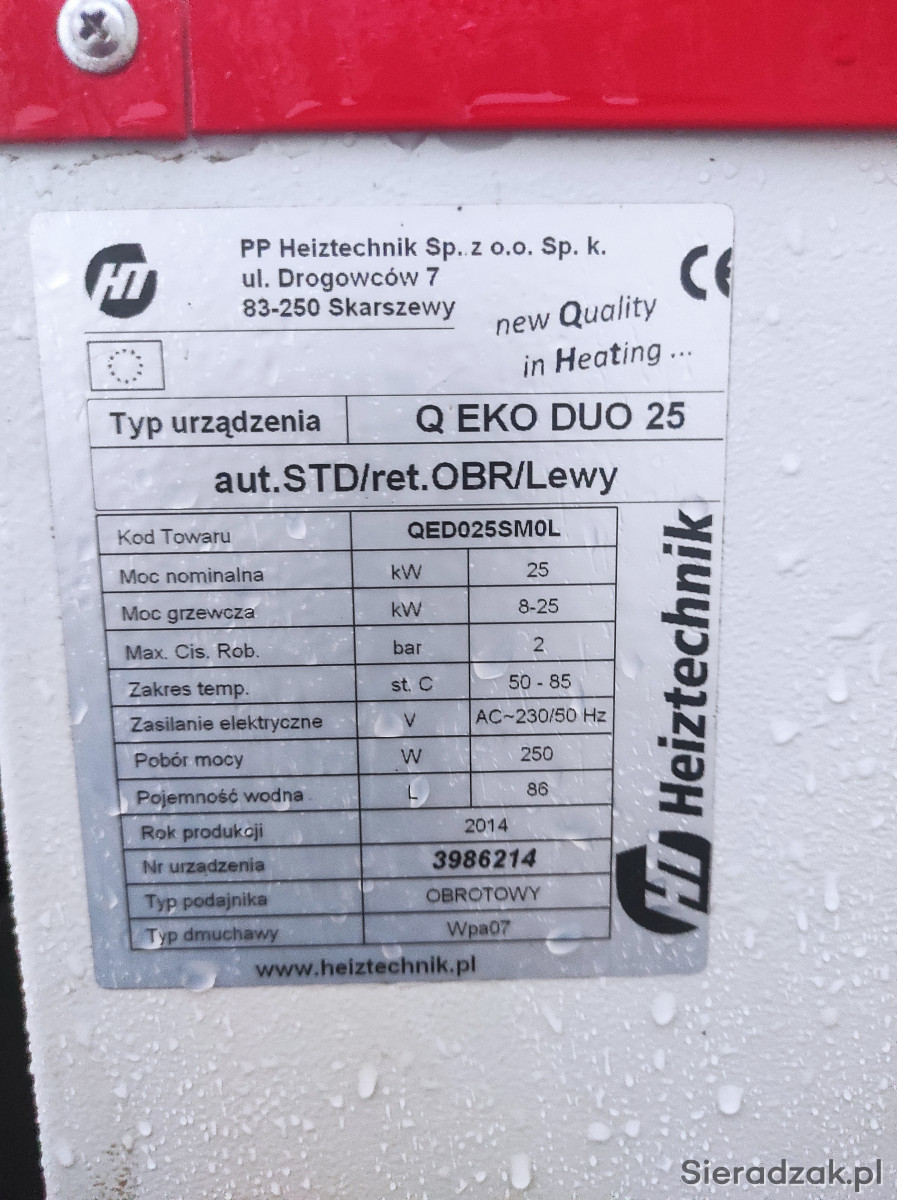 HT
PP Heiztechnik Sp. z o.o. Sp. k.
ul. Drogowców 7
83-250 Skarszewy
CE
new Quality
in Heating ...
Typ urządzenia Q EKO DUO 25
aut.STD/ret.OBR/Lewy
Kod Towaru QED025SM0L
Moc nominalna kW 25
Moc grzewcza kW 8-25
Max. Cis. Rob. bar 2
Zakres temp. st. C 50 - 85
Zasilanie elektryczne V AC~230/50 Hz
Pobór mocy W 250
Pojemność wodna L 86
Rok produkcji 2014
Nr urządzenia 3986214
Typ podajnika OBROTOWY
Typ dmuchawy Wpa07
www.heiztechnik.pl
HT Heiztechnik
Sieradzak.pl